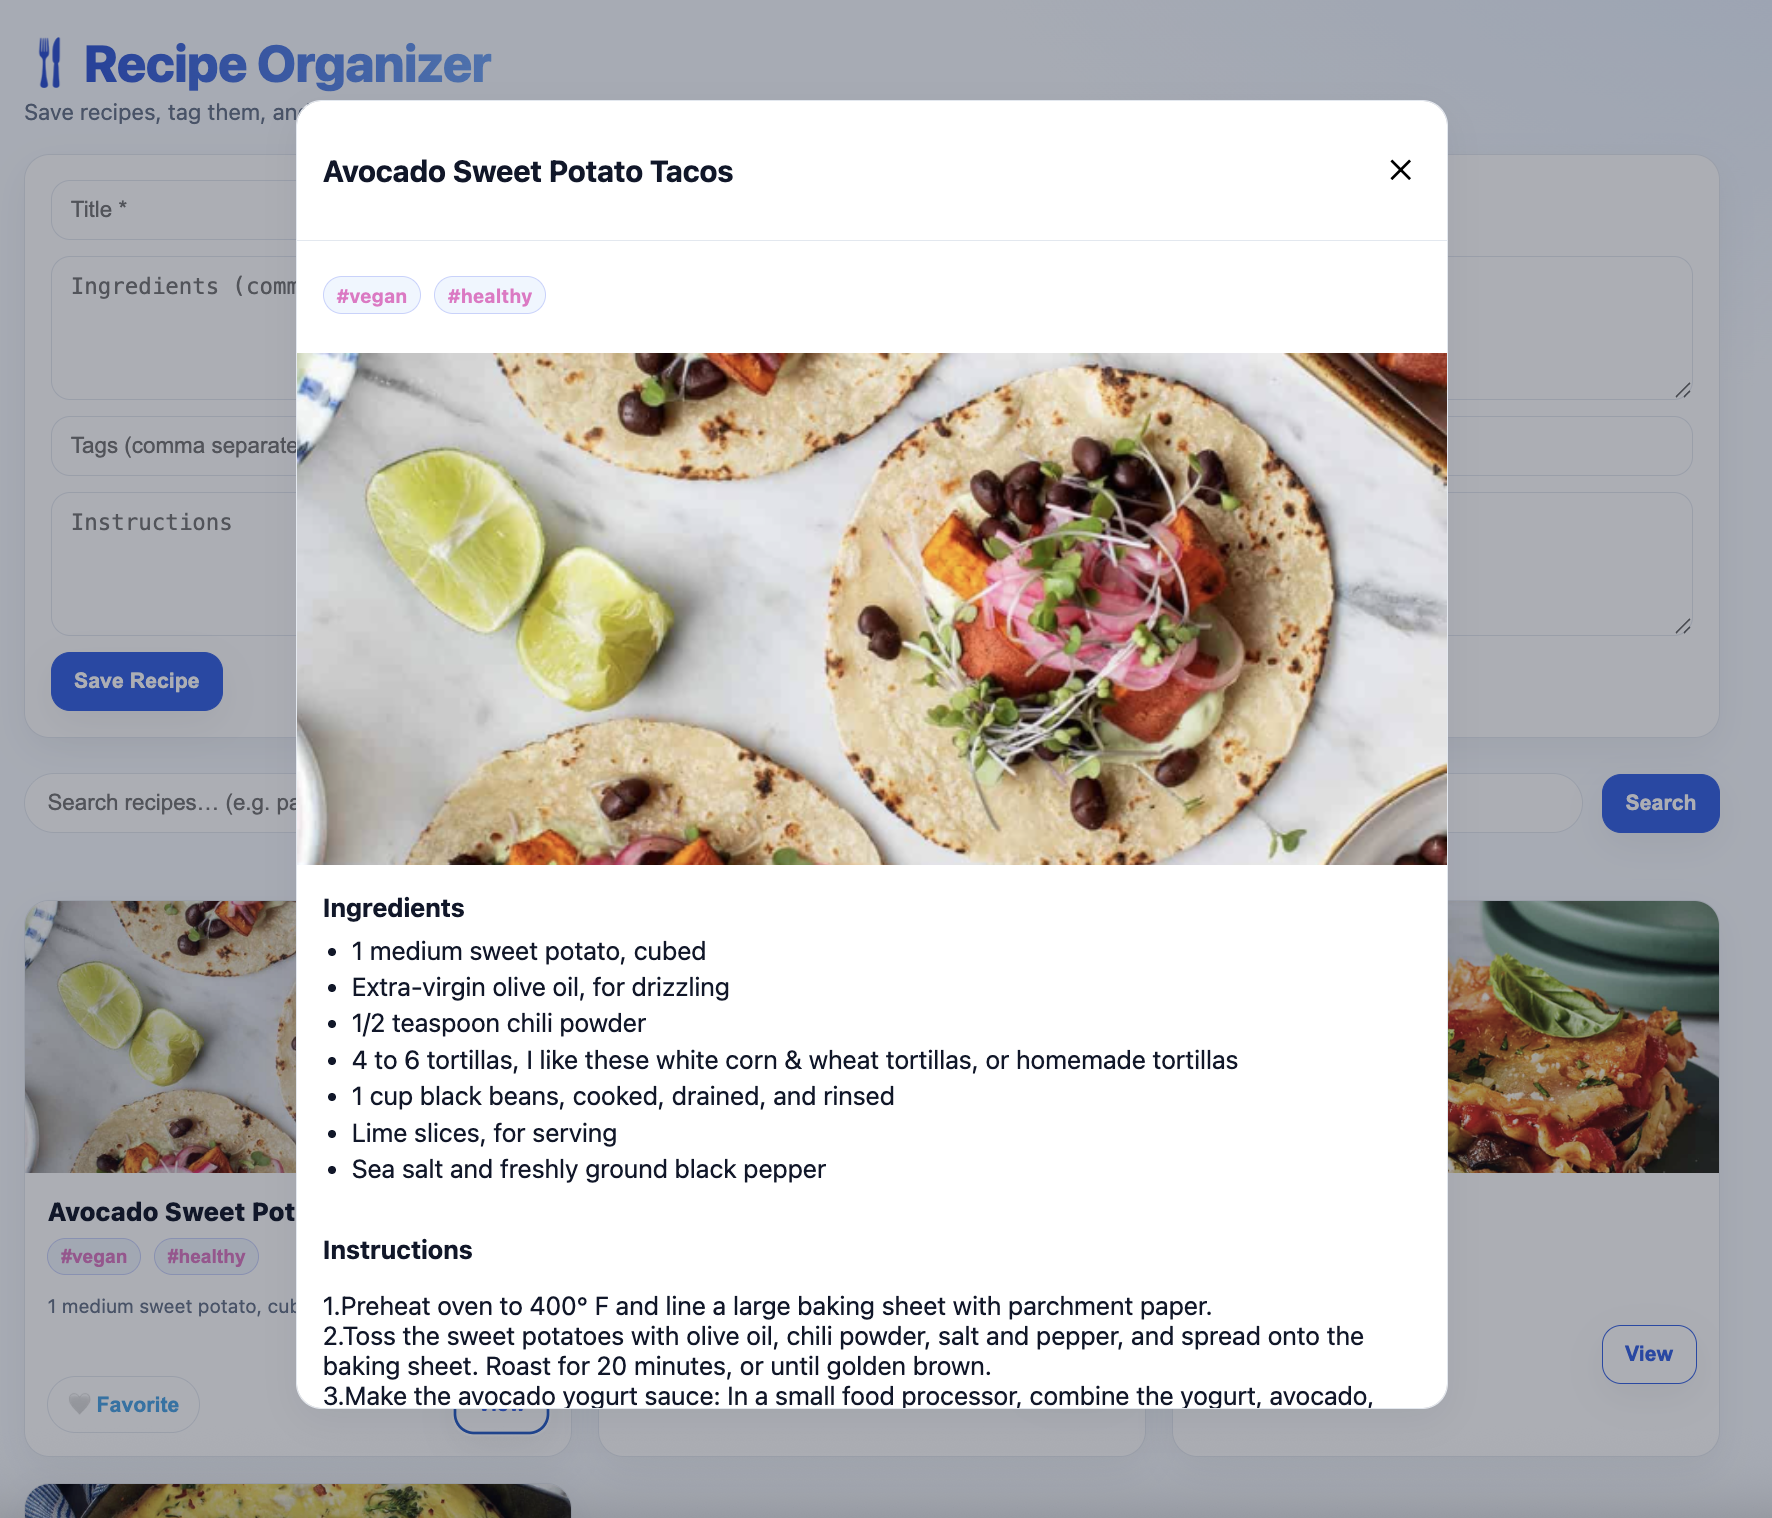 Recipe Organizer
Save recipes, tag them, and
Title *
Ingredients (comm
Tags (comma separate
Instructions
Save Recipe
Search recipes... (e.g. pa
Search
Avocado Sweet Potato Tacos
#vegan #healthy
Ingredients
• 1 medium sweet potato, cubed
• Extra-virgin olive oil, for drizzling
• 1/2 teaspoon chili powder
• 4 to 6 tortillas, I like these white corn & wheat tortillas, or homemade tortillas
• 1 cup black beans, cooked, drained, and rinsed
• Lime slices, for serving
• Sea salt and freshly ground black pepper
Instructions
1.Preheat oven to 400° F and line a large baking sheet with parchment paper.
2.Toss the sweet potatoes with olive oil, chili powder, salt and pepper, and spread onto the
baking sheet. Roast for 20 minutes, or until golden brown.
3.Make the avocado yogurt sauce: In a small food processor, combine the yogurt, avocado,
Avocado Sweet Pot
#vegan #healthy
1 medium sweet potato, cub
Favorite
View
View